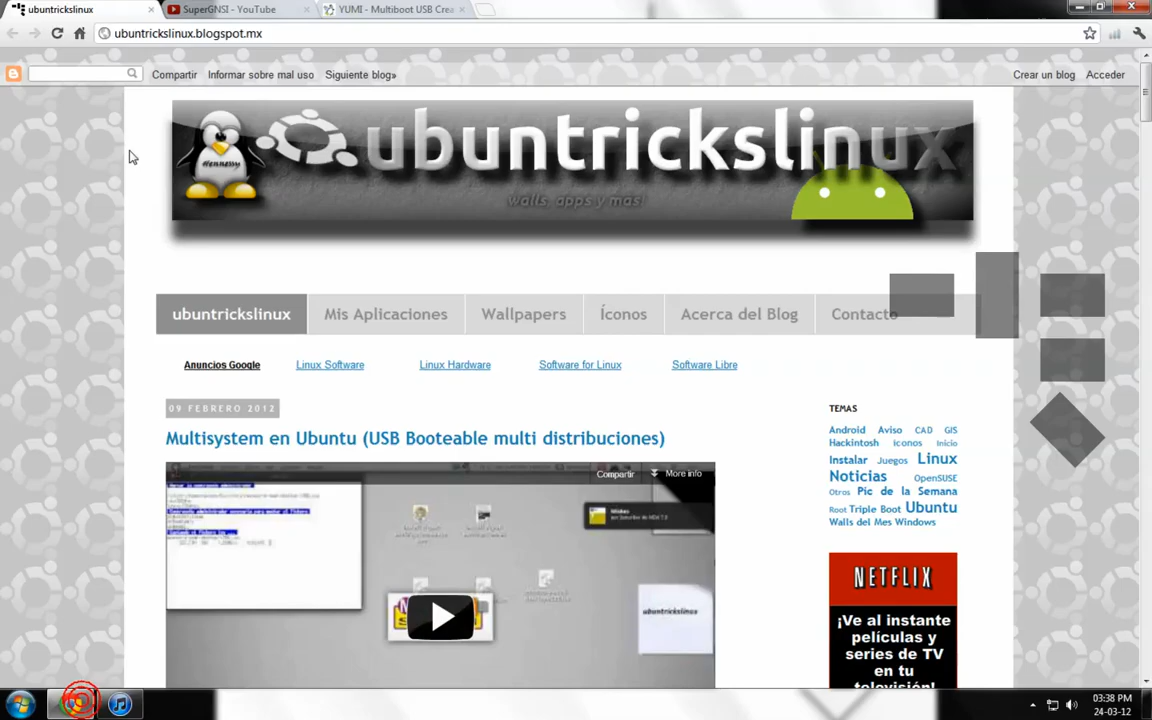 ubuntrickslinux
SuperGNSI - YouTube
YUMI - Multiboot USB Crea
ubuntrickslinux.blogspot.mx
Compartir
Informar sobre mal uso
Siguiente blog»
Crear un blog
Acceder
Hennessy
ubuntrickslinux
walls, apps y mas!
ubuntrickslinux
Mis Aplicaciones
Wallpapers
Íconos
Acerca del Blog
Contacto
Anuncios Google
Linux Software
Linux Hardware
Software for Linux
Software Libre
09 FEBRERO 2012
Multisystem en Ubuntu (USB Booteable multi distribuciones)
Compartir
More info
ubuntrickslinux
TEMAS
Android Aviso CAD GIS
Hackintosh iconos Inicio
Instalar Juegos Linux
Noticias OpenSUSE
Otros Pic de la Semana
Root Triple Boot Ubuntu
Walls del Mes Windows
NETFLIX
¡Ve al instante
películas y
series de TV
en tu
televisión!
03:38 PM
24-03-12